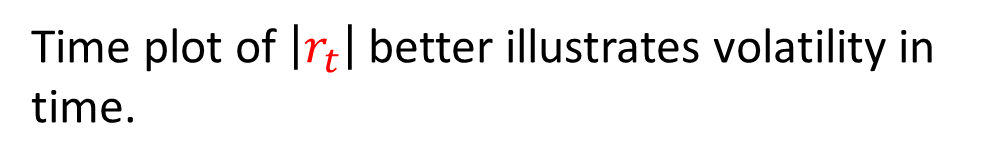 Time plot of |r_t| better illustrates volatility in
time.